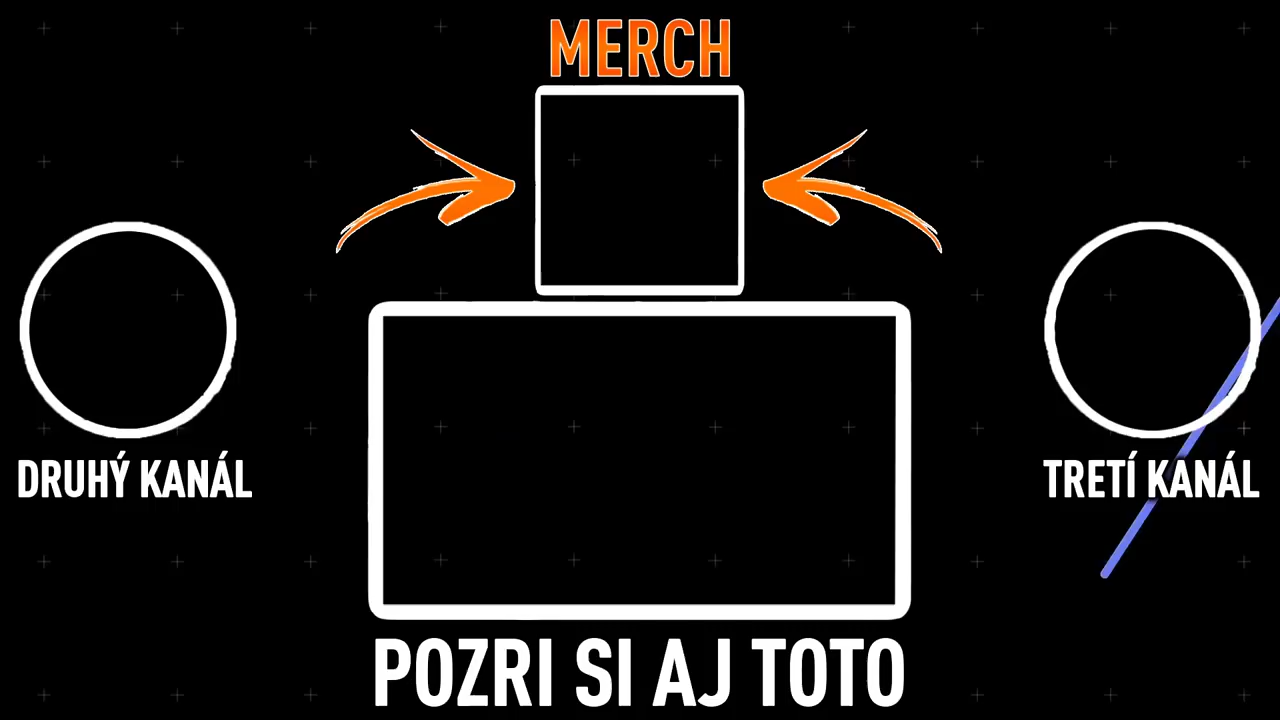 MERCH
DRUHÝ KANÁL
TRETÍ KANÁL
POZRI SI AJ TOTO